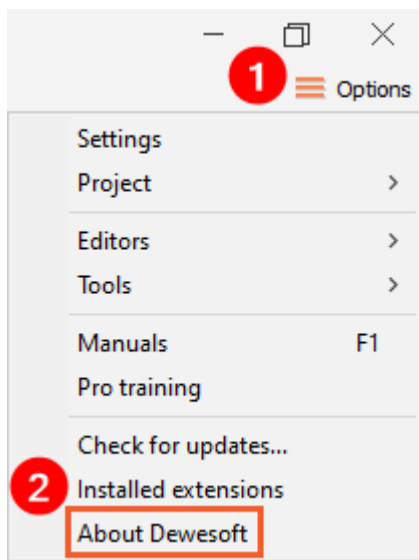 1
Options
Settings
Project
Editors
Tools
Manuals F1
Pro training
Check for updates...
2
Installed extensions
About Dewesoft